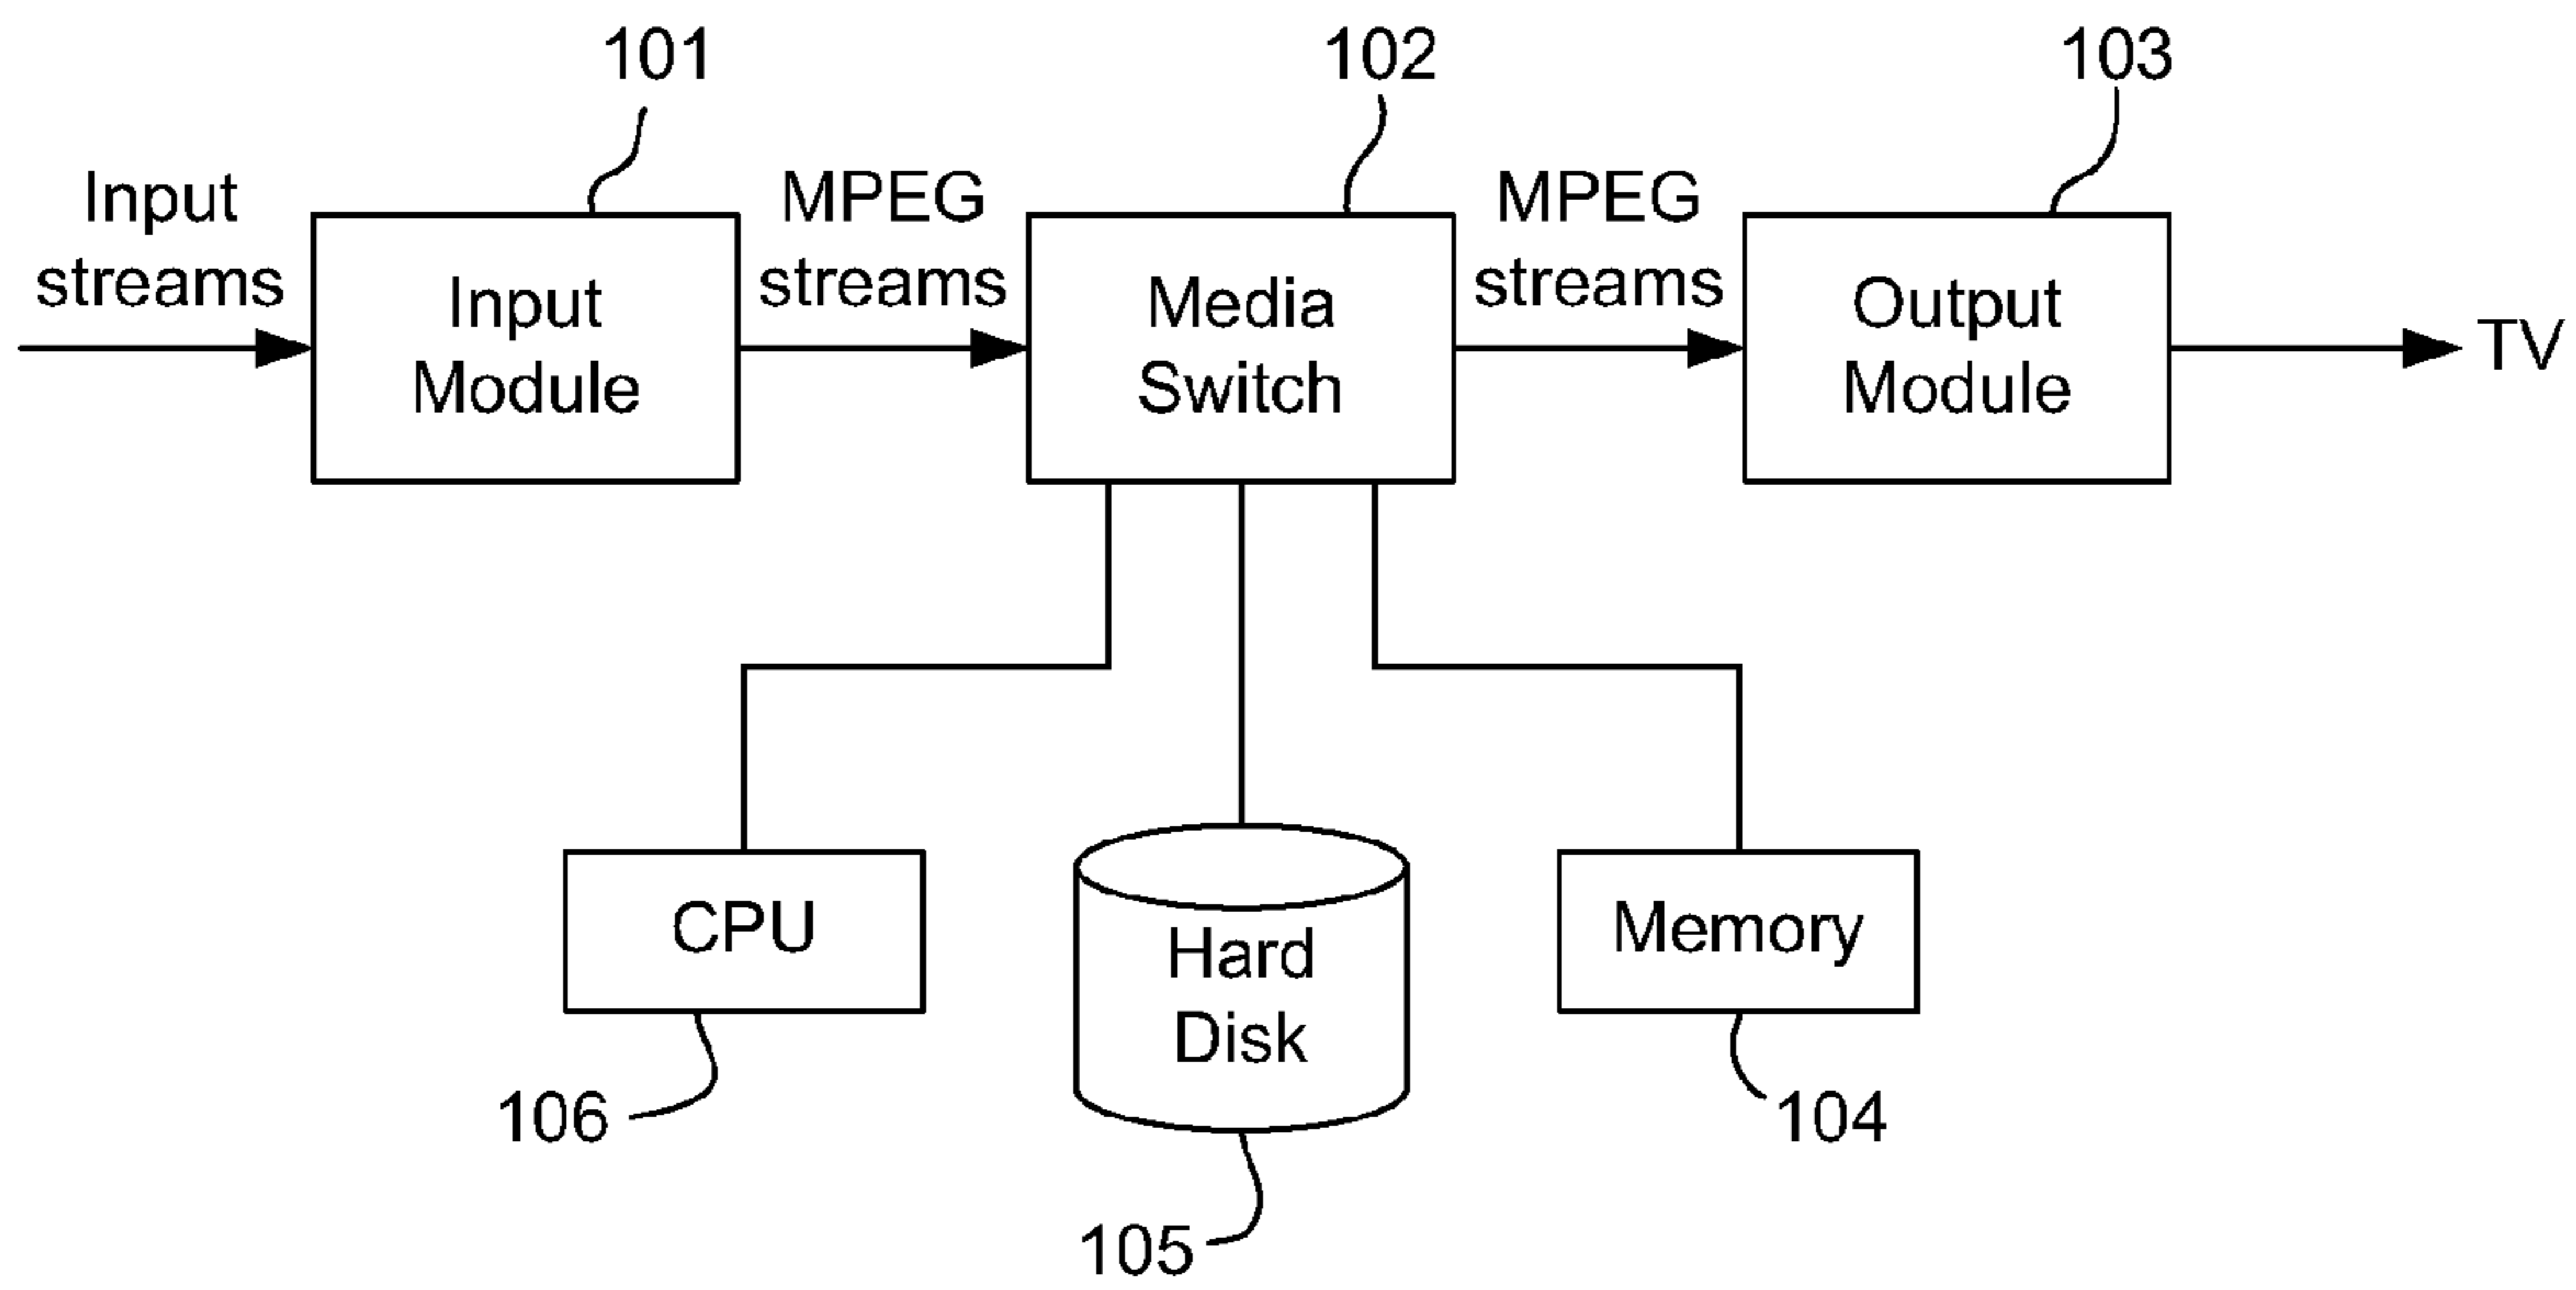 101
102
103
Input
streams
Input
Module
MPEG
streams
Media
Switch
MPEG
streams
Output
Module
TV
CPU
Hard
Disk
Memory
106
105
104